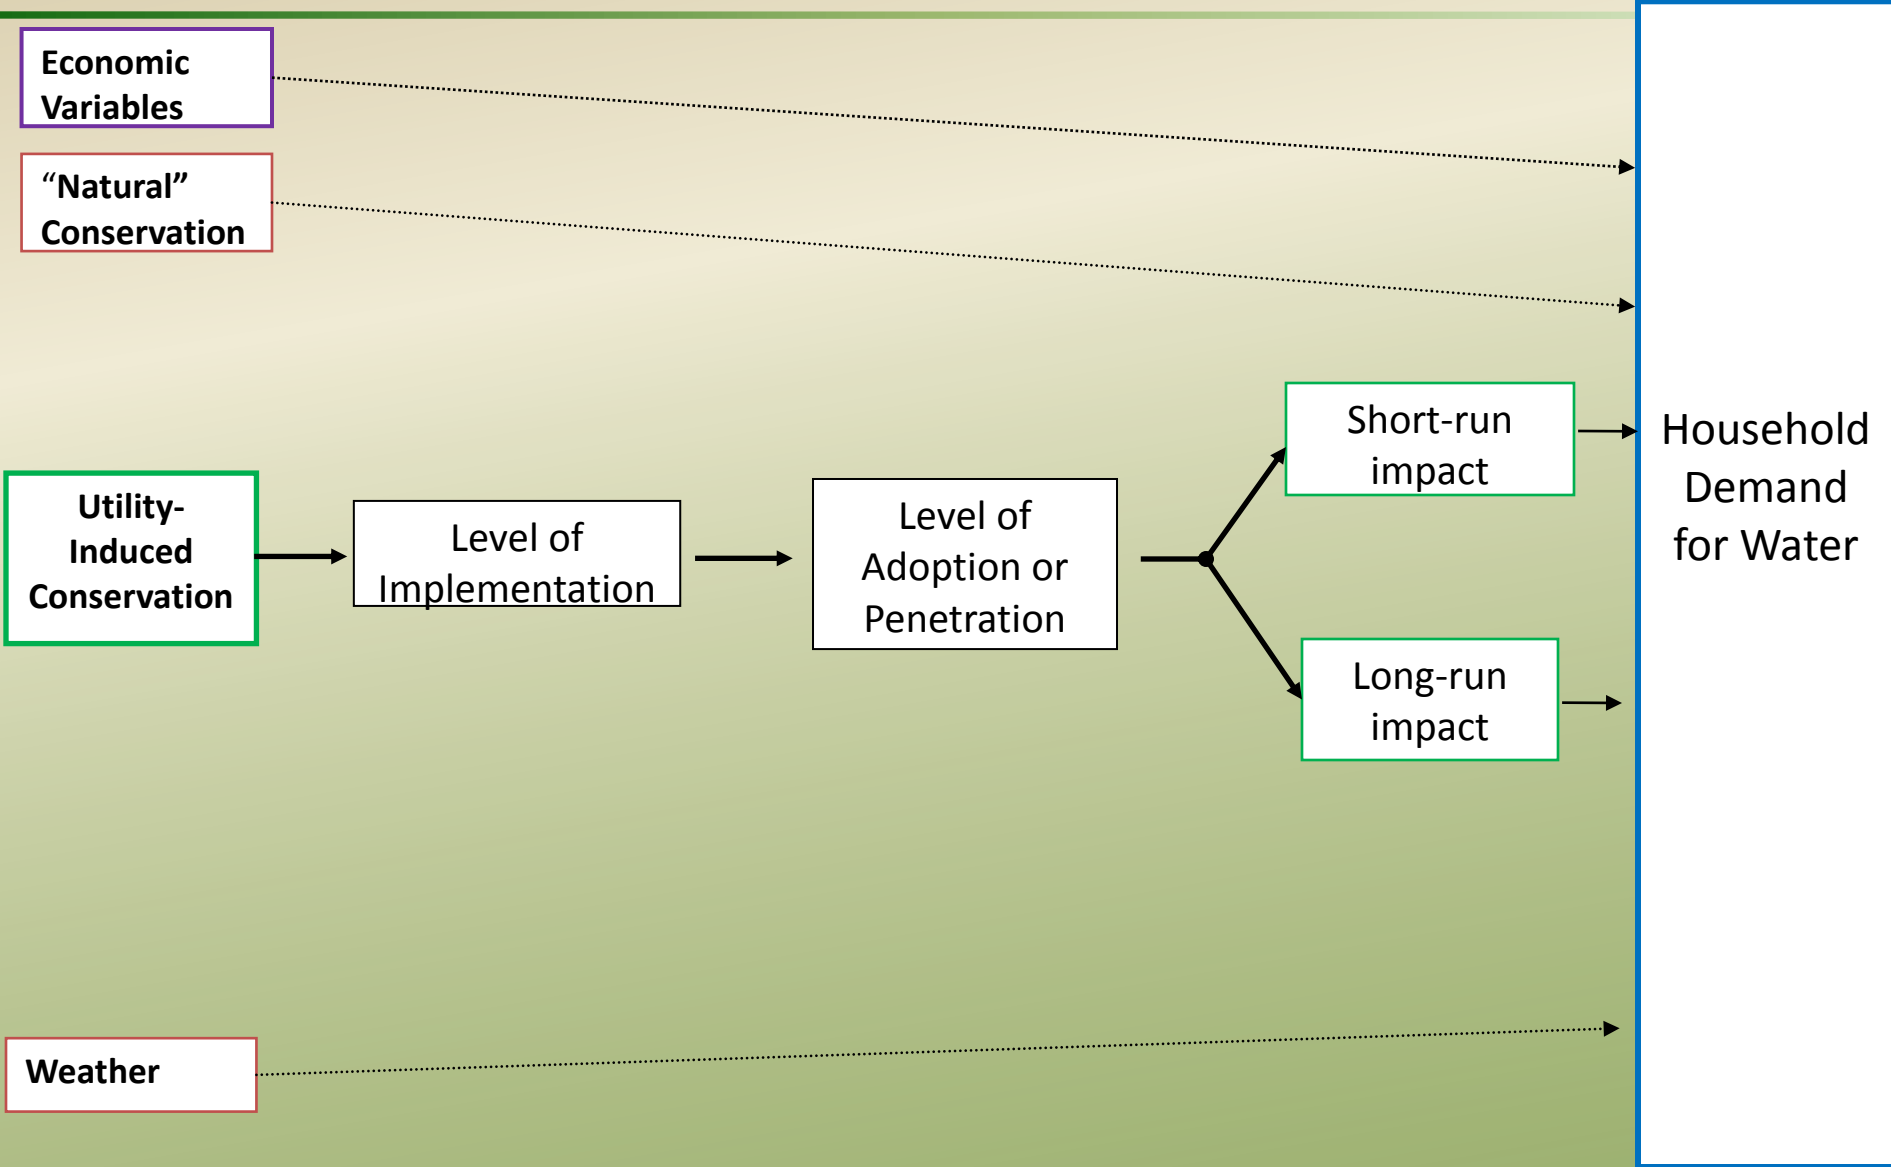 Economic
Variables
“Natural”
Conservation
Utility-
Induced
Conservation
Level of
Implementation
Level of
Adoption or
Penetration
Short-run
impact
Long-run
impact
Household
Demand
for Water
Weather